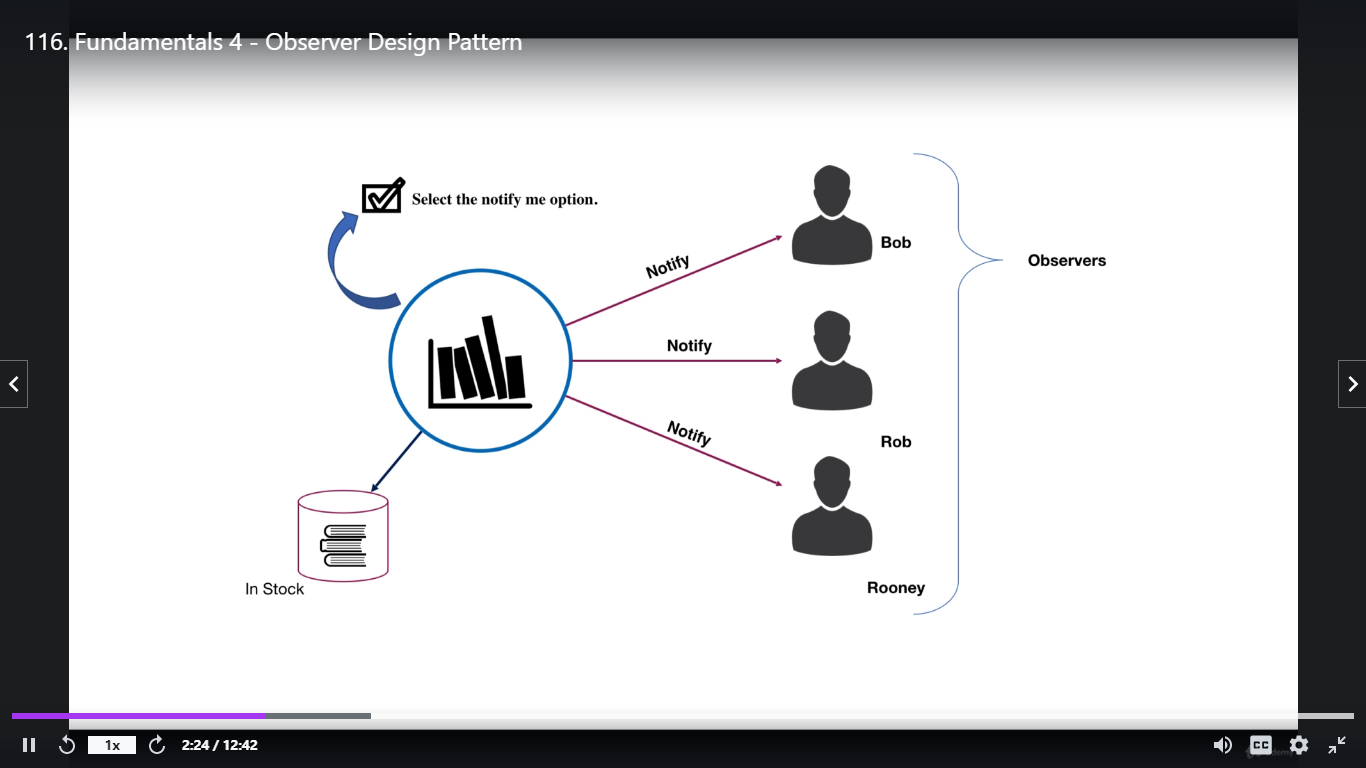 116. Fundamentals 4 - Observer Design Pattern
Select the notify me option.
Notify
Bob
Observers
Notify
Rob
Notify
Rooney
In Stock
1x
2:24 / 12:42
CC